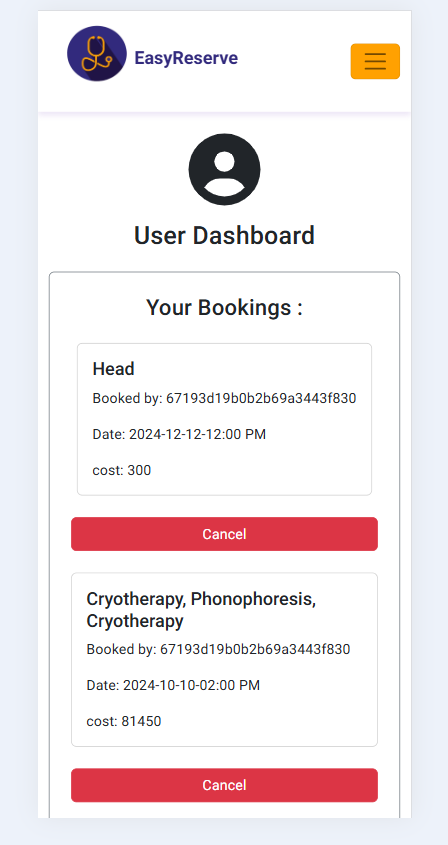 EasyReserve
User Dashboard
Your Bookings :
Head
Booked by: 67193d19b0b2b69a3443f830
Date: 2024-12-12-12:00 PM
cost: 300
Cancel
Cryotherapy, Phonophoresis,
Cryotherapy
Booked by: 67193d19b0b2b69a3443f830
Date: 2024-10-10-02:00 PM
cost: 81450
Cancel